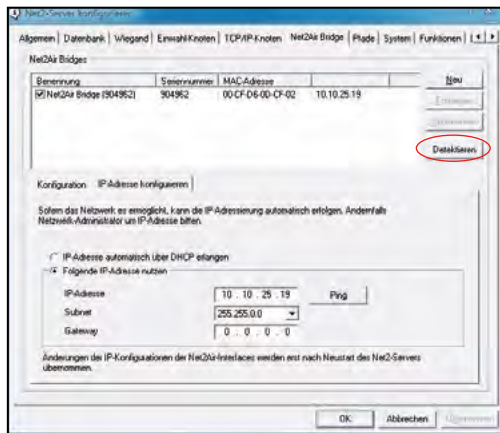 Net2-Server konfigurieren
Allgemein Datenbank Wiegand Einwahl-Knoten TCP/IP-Knoten Net2Air Bridge Pfade System Funktionen
Net2Air Bridges
Benennung Seriennummer MAC-Adresse
Net2Air Bridge (904962) 904962 00-CF-D6-00-CF-02 10.10.25.19
Neu
Detektieren
Konfiguration IP-Adresse konfigurieren
Sofern das Netzwerk es ermöglicht, kann die IP-Adressierung automatisch erfolgen. Andernfalls
Netzwerk-Administrator um IP-Adresse bitten.
IP-Adresse automatisch über DHCP erlangen
Folgende IP-Adresse nutzen
IP-Adresse 10 . 10 . 25 . 19 Ping
Subnet 255.255.0.0
Gateway 0 . 0 . 0 . 0
Änderungen der IP-Konfigurationen der Net2Air-Interfaces werden erst nach Neustart des Net2-Servers
übernommen.
OK Abbrechen